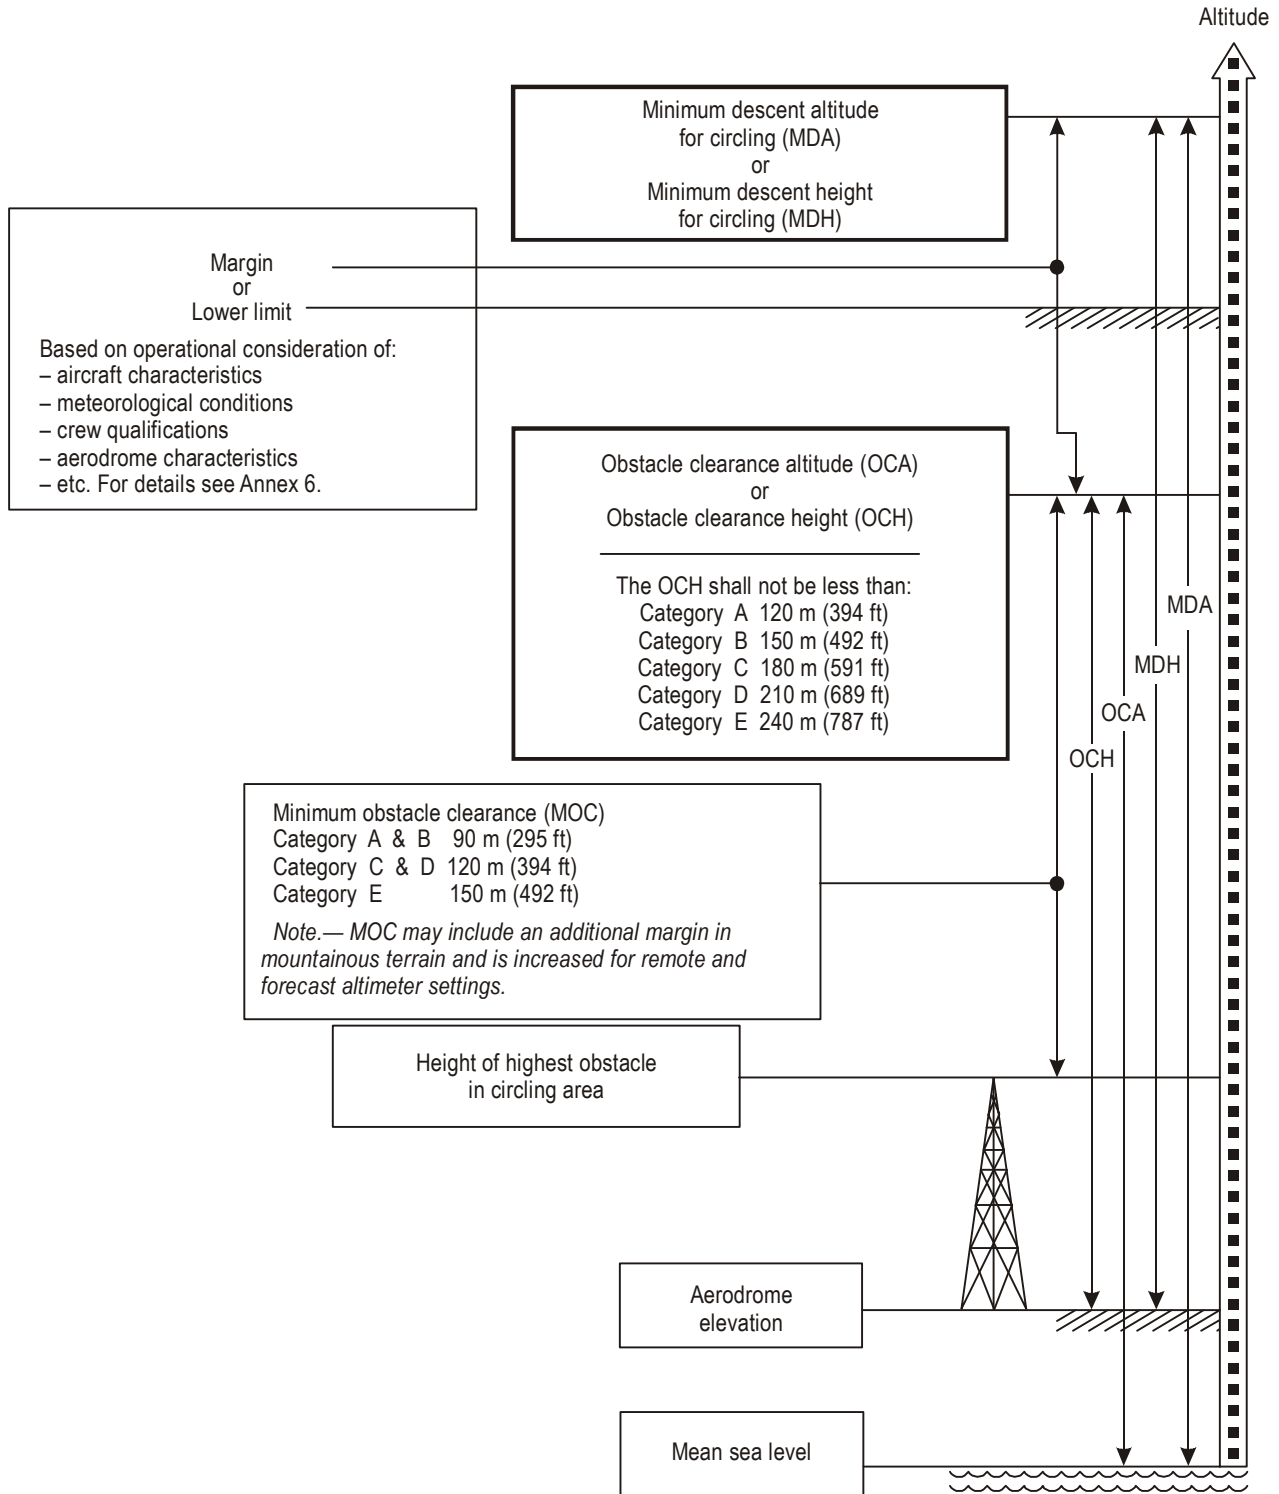 Altitude
Minimum descent altitude
for circling (MDA)
or
Minimum descent height
for circling (MDH)
Margin
or
Lower limit
Based on operational consideration of:
– aircraft characteristics
– meteorological conditions
– crew qualifications
– aerodrome characteristics
– etc. For details see Annex 6.
Obstacle clearance altitude (OCA)
or
Obstacle clearance height (OCH)
The OCH shall not be less than:
Category A 120 m (394 ft)
Category B 150 m (492 ft)
Category C 180 m (591 ft)
Category D 210 m (689 ft)
Category E 240 m (787 ft)
MDA
MDH
OCA
OCH
Minimum obstacle clearance (MOC)
Category A & B 90 m (295 ft)
Category C & D 120 m (394 ft)
Category E 150 m (492 ft)
Note.— MOC may include an additional margin in
mountainous terrain and is increased for remote and
forecast altimeter settings.
Height of highest obstacle
in circling area
Aerodrome
elevation
Mean sea level